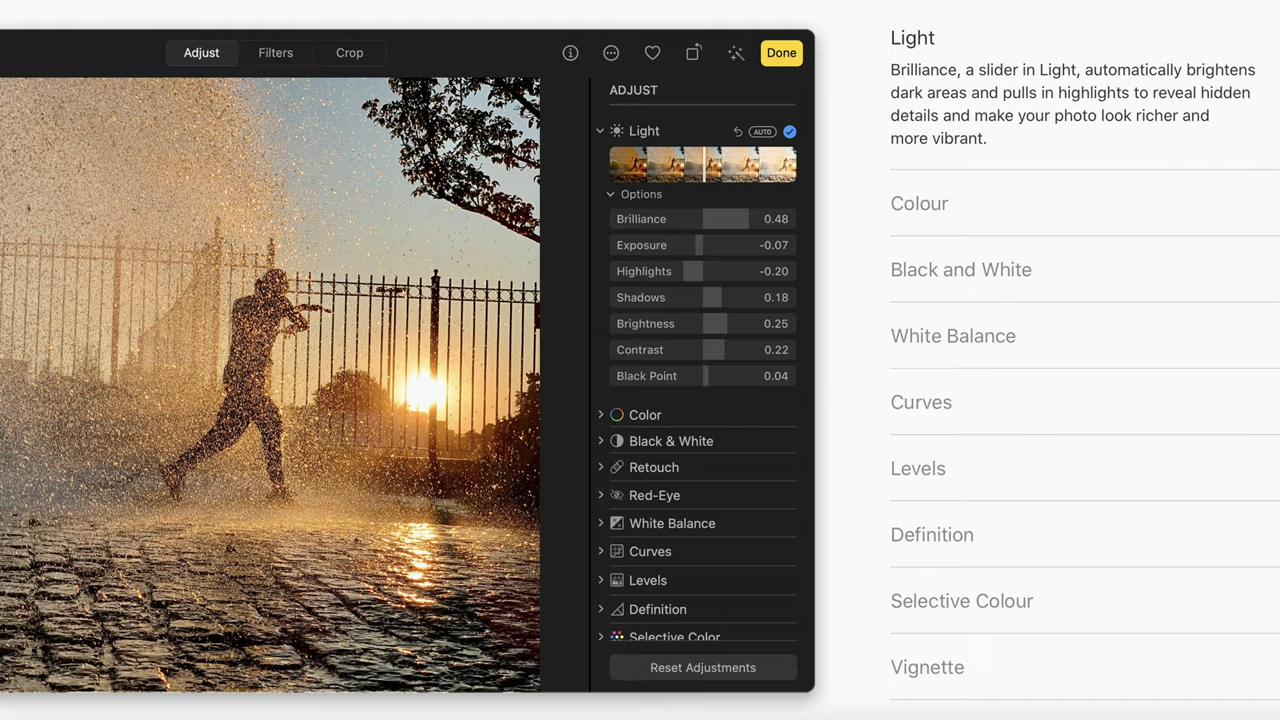 Adjust
Filters
Crop
Done
ADJUST
Light
AUTO
Options
Brilliance 0.48
Exposure -0.07
Highlights -0.20
Shadows 0.18
Brightness 0.25
Contrast 0.22
Black Point 0.04
Color
Black & White
Retouch
Red-Eye
White Balance
Curves
Levels
Definition
Selective Color
Reset Adjustments
Light
Brilliance, a slider in Light, automatically brightens
dark areas and pulls in highlights to reveal hidden
details and make your photo look richer and
more vibrant.
Colour
Black and White
White Balance
Curves
Levels
Definition
Selective Colour
Vignette